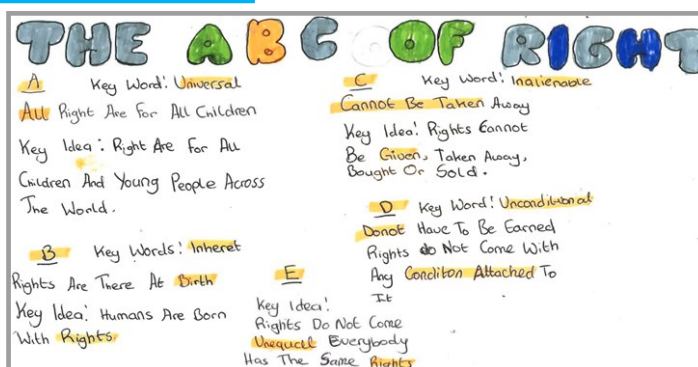 THE ABC OF RIGHT
A Key Word: Universal
All Right Are For All Children
Key Idea: Right Are For All
Children And Young People Across
The World.
B Key Words: Inheret
Rights Are There At Birth
Key Idea: Humans Are Born
With Rights.
C Key Word: Inalienable
Cannot Be Taken Away
Key Idea: Rights Cannot
Be Given, Taken Away,
Bought Or Sold.
D Key Word: Unconditional
Donot Have To Be Earned
Rights do Not Come With
Any Conditon Attached To
It
E
Key Idea:
Rights Do Not Come
Unequell Everybody
Has The Same Rights